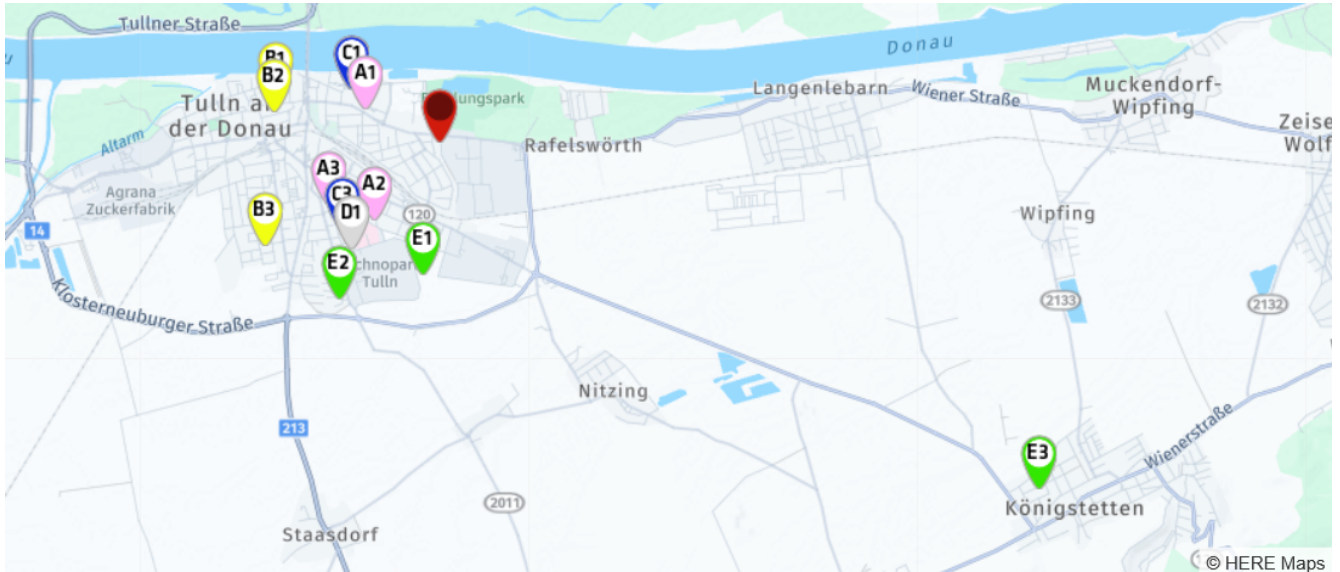 Tullner Straße
Donau
B1
C1
B2
A1
Tulln
der Donau
Langenlebarn
Wiener Straße
Muckendorf-
Wipfing
Zeise
Wolf
Altarm
Rafelswörth
A3
A2
Agrana
Zuckerfabrik
C3
B3
D1
120
Wipfing
14
E1
E2
Tulln
Klosterneuburger Straße
2133
2132
Nitzing
213
2011
E3
Wienerstraße
Königstetten
Staasdorf
© HERE Maps